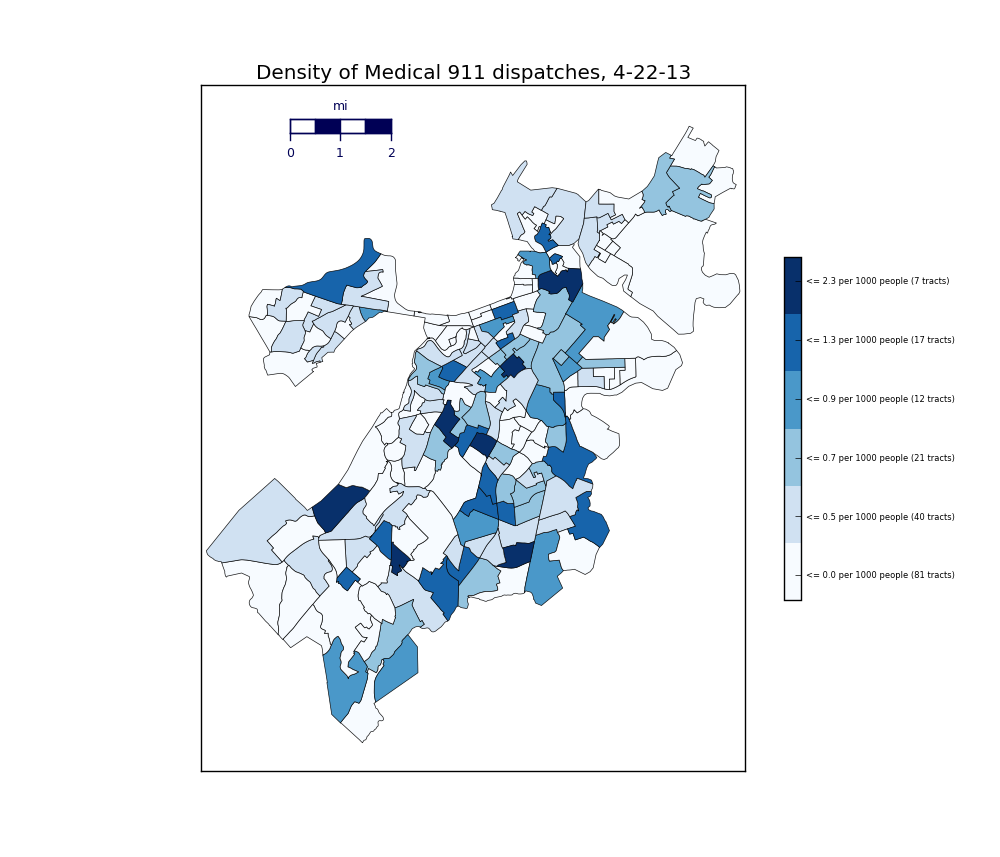 Density of Medical 911 dispatches, 4-22-13
mi
0 1 2
<= 2.3 per 1000 people (7 tracts)
<= 1.3 per 1000 people (17 tracts)
<= 0.9 per 1000 people (12 tracts)
<= 0.7 per 1000 people (21 tracts)
<= 0.5 per 1000 people (40 tracts)
<= 0.0 per 1000 people (81 tracts)